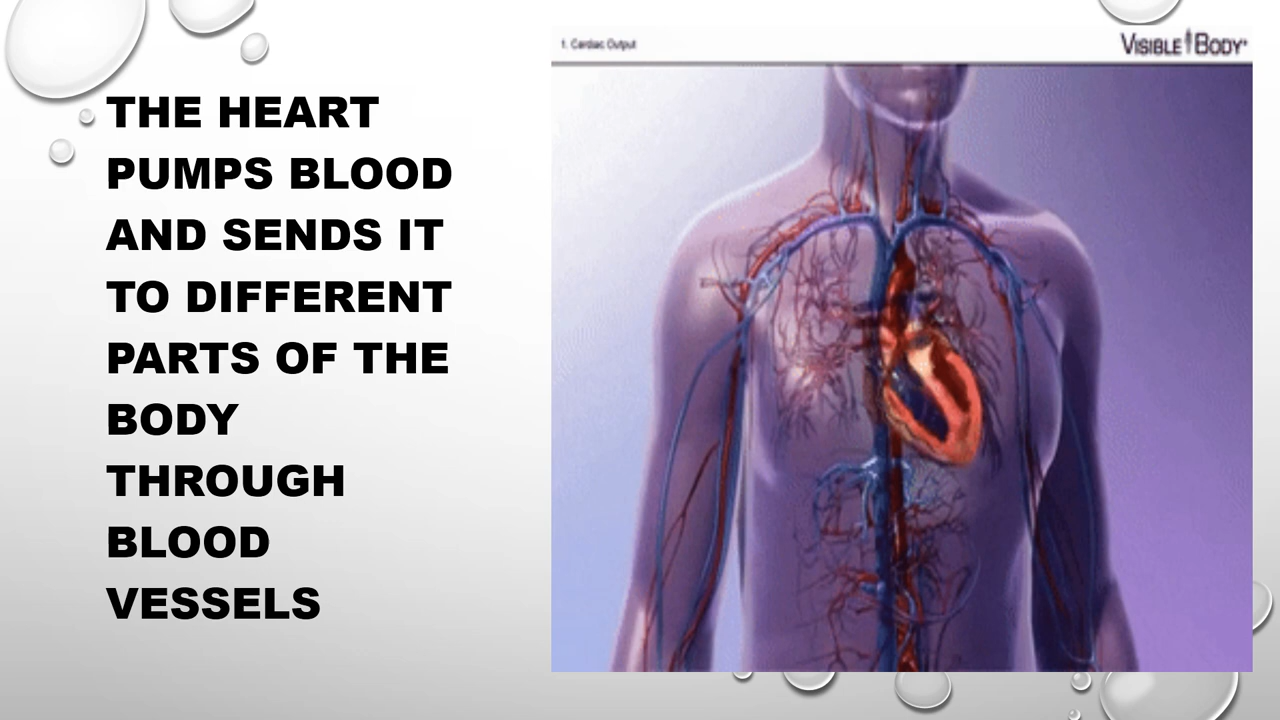 THE HEART
PUMPS BLOOD
AND SENDS IT
TO DIFFERENT
PARTS OF THE
BODY
THROUGH
BLOOD
VESSELS
1. Cardiac Output
VISIBLE BODY®